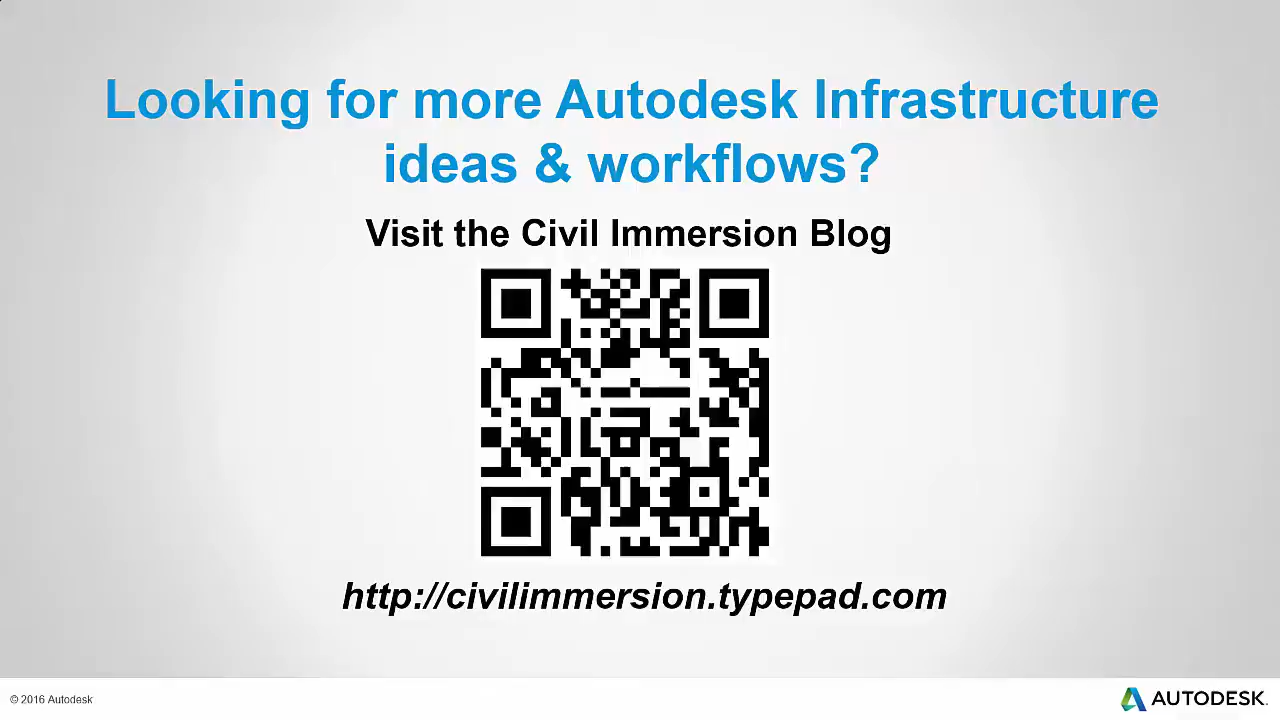 Looking for more Autodesk Infrastructure
ideas & workflows?
Visit the Civil Immersion Blog
http://civilimmersion.typepad.com
© 2016 Autodesk
AUTODESK.